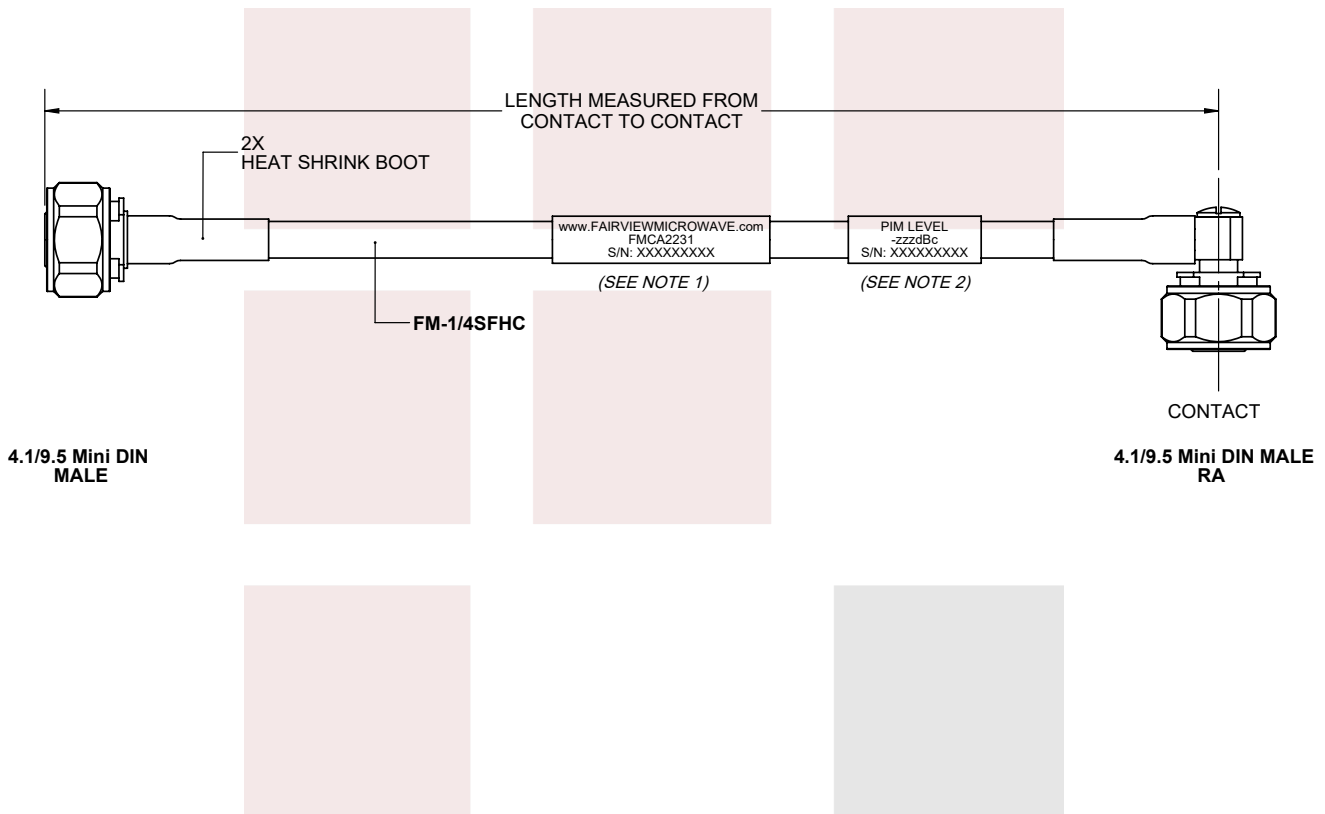 LENGTH MEASURED FROM
CONTACT TO CONTACT
2X
HEAT SHRINK BOOT
www.FAIRVIEWMICROWAVE.com
FMCA2231
S/N: XXXXXXXXX
PIM LEVEL
-zzzdBc
S/N: XXXXXXXXX
(SEE NOTE 1)
(SEE NOTE 2)
FM-1/4SFHC
CONTACT
4.1/9.5 Mini DIN
MALE
4.1/9.5 Mini DIN MALE
RA